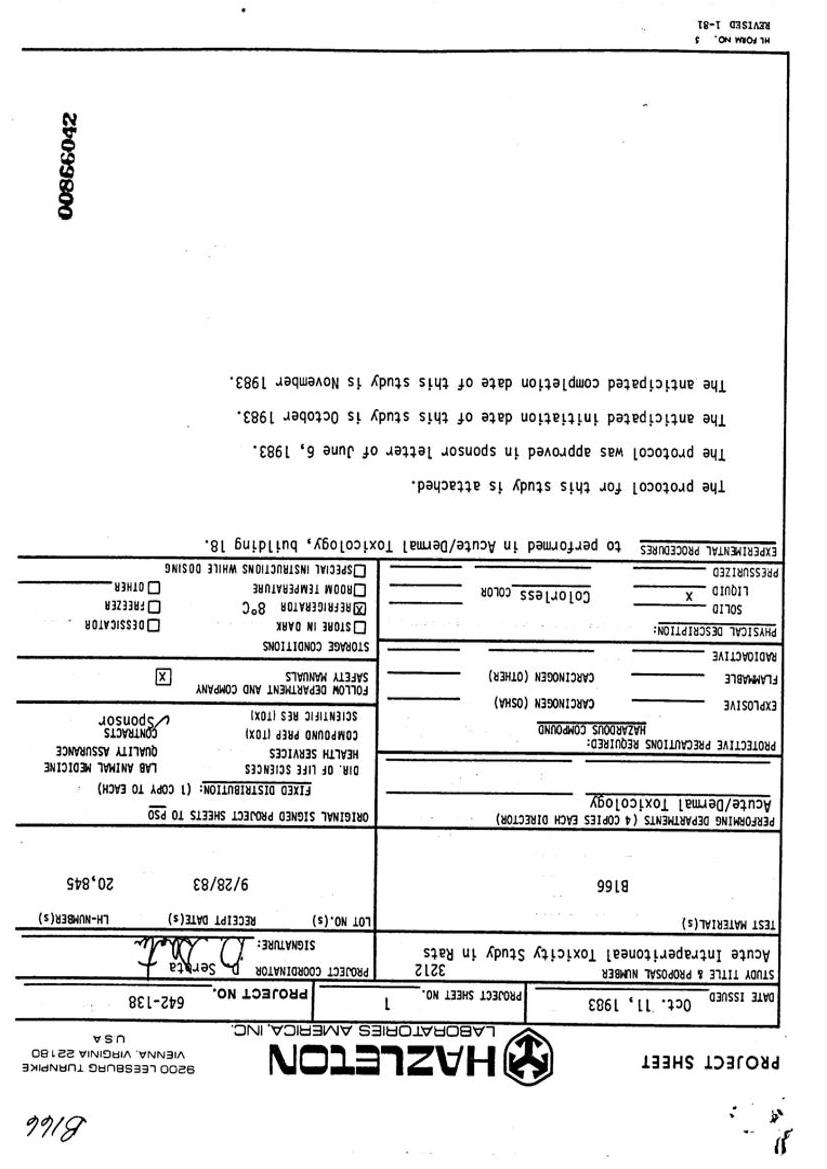 B166
PROJECT SHEET
HAZLETON
LABORATORIES AMERICA, INC.
9200 LEESBURG TURNPIKE
VIENNA, VIRGINIA 22180
USA
DATE ISSUED Oct. 11, 1983 PROJECT SHEET NO. 1 PROJECT NO. 642-138
STUDY TITLE & PROPOSAL NUMBER 3212
Acute Intraperitoneal Toxicity Study in Rats
PROJECT COORDINATOR D Serota
SIGNATURE:
TEST MATERIAL(s)
B166
LOT NO.(s) RECEIPT DATE(s) LH-NUMBER(s)
9/28/83 20,845
PERFORMING DEPARTMENTS (4 COPIES EACH DIRECTOR)
Acute/Dermal Toxicology
ORIGINAL SIGNED PROJECT SHEETS TO PSO
FIXED DISTRIBUTION: (1 COPY TO EACH)
DIR. OF LIFE SCIENCES LAB ANIMAL MEDICINE
HEALTH SERVICES QUALITY ASSURANCE
COMPOUND PREP (TOX) CONTRACTS
SCIENTIFIC RES (TOX) ✓ Sponsor
PROTECTIVE PRECAUTIONS REQUIRED:
HAZARDOUS COMPOUND
EXPLOSIVE CARCINOGEN (OSHA)
FLAMMABLE CARCINOGEN (OTHER)
RADIOACTIVE
FOLLOW DEPARTMENT AND COMPANY
SAFETY MANUALS X
PHYSICAL DESCRIPTION:
SOLID
LIQUID X Colorless COLOR
PRESSURIZED
STORAGE CONDITIONS
STORE IN DARK DESSICATOR
X REFRIGERATOR 8°C FREEZER
ROOM TEMPERATURE OTHER
SPECIAL INSTRUCTIONS WHILE DOSING
EXPERIMENTAL PROCEDURES to performed in Acute/Dermal Toxicology, building 18.
The protocol for this study is attached.
The protocol was approved in sponsor letter of June 6, 1983.
The anticipated initiation date of this study is October 1983.
The anticipated completion date of this study is November 1983.
00866042
HL FORM NO. 5
REVISED 1-81